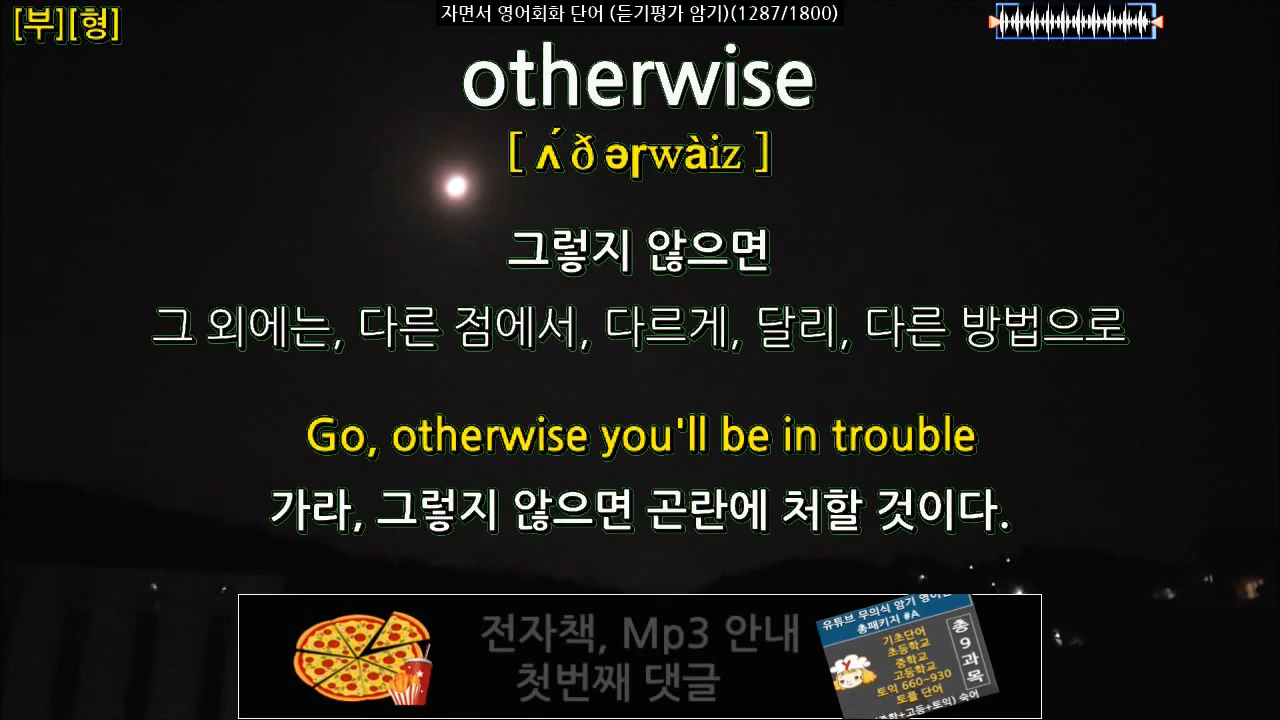 [부][형]
자면서 영어회화 단어 (듣기평가 암기)(1287/1800)
otherwise
[ ʌ́ ð əɼwàiz ]
그렇지 않으면
그 외에는, 다른 점에서, 다르게, 달리, 다른 방법으로
Go, otherwise you'll be in trouble
가라, 그렇지 않으면 곤란에 처할 것이다.
전자책, Mp3 안내
첫번째 댓글
유튜브 무의식 암기
총패키지 #A
기초단어
초등학교
중학교
고등학교
토익 660~930
토플 단어
총 9 과목
+고등+토익) 숙어